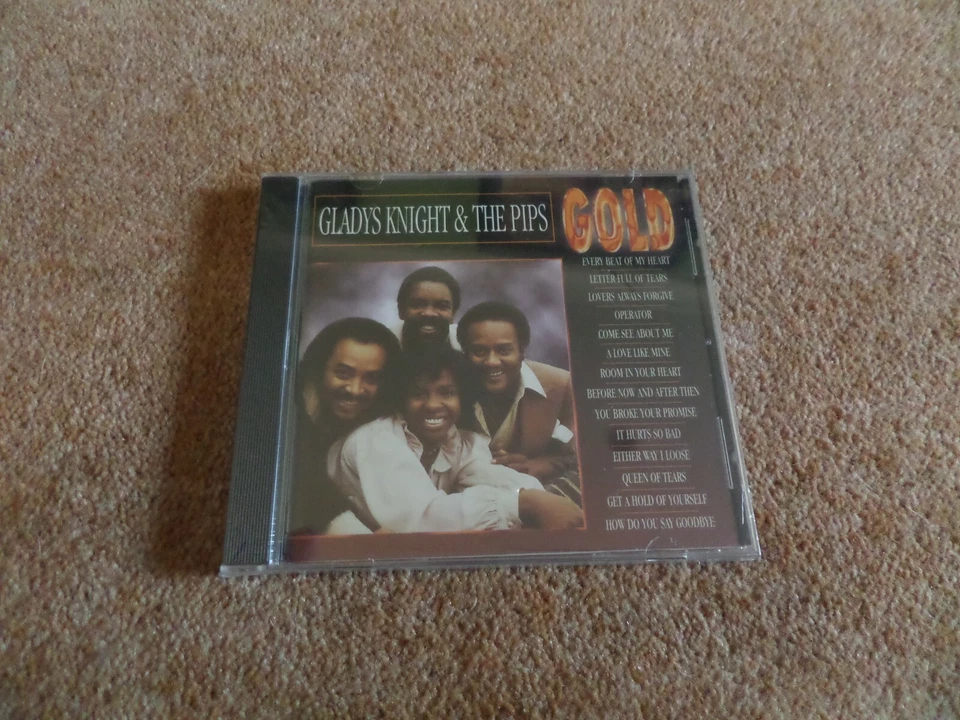 GLADYS KNIGHT & THE PIPS
GOLD
EVERY BEAT OF MY HEART
LETTER FULL OF TEARS
LOVERS ALWAYS FORGIVE
OPERATOR
COME SEE ABOUT ME
A LOVE LIKE MINE
ROOM IN YOUR HEART
BEFORE NOW AND AFTER THEN
YOU BROKE YOUR PROMISE
IT HURTS SO BAD
EITHER WAY I LOOSE
QUEEN OF TEARS
GET A HOLD OF YOURSELF
HOW DO YOU SAY GOODBYE